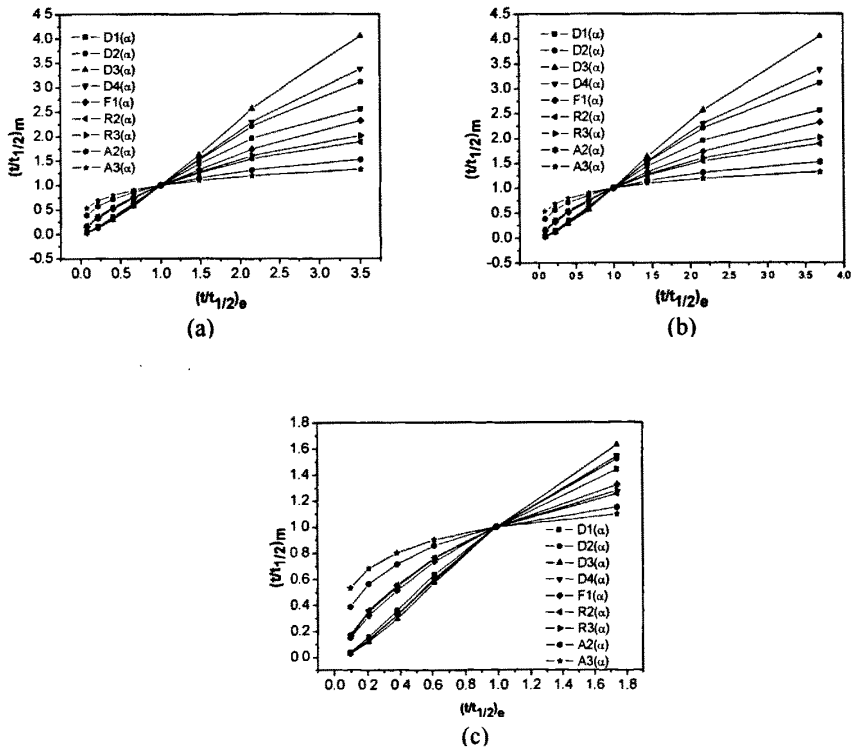 4.5
4.0
3.5
3.0
2.5
2.0
1.5
1.0
0.5
0.0
-0.5
(t/t1/2)m
D1(α)
D2(α)
D3(α)
D4(α)
F1(α)
R2(α)
R3(α)
A2(α)
A3(α)
0.0 0.5 1.0 1.5 2.0 2.5 3.0 3.5
(t/t1/2)e
(a)
4.5
4.0
3.5
3.0
2.5
2.0
1.5
1.0
0.5
0.0
-0.5
(t/t1/2)m
D1(α)
D2(α)
D3(α)
D4(α)
F1(α)
R2(α)
R3(α)
A2(α)
A3(α)
0.0 0.5 1.0 1.5 2.0 2.5 3.0 3.5 4.0
(t/t1/2)e
(b)
1.8
1.6
1.4
1.2
1.0
0.8
0.6
0.4
0.2
0.0
(t/t1/2)m
D1(α)
D2(α)
D3(α)
D4(α)
F1(α)
R2(α)
R3(α)
A2(α)
A3(α)
0.0 0.2 0.4 0.6 0.8 1.0 1.2 1.4 1.6 1.8
(t/t1/2)e
(c)